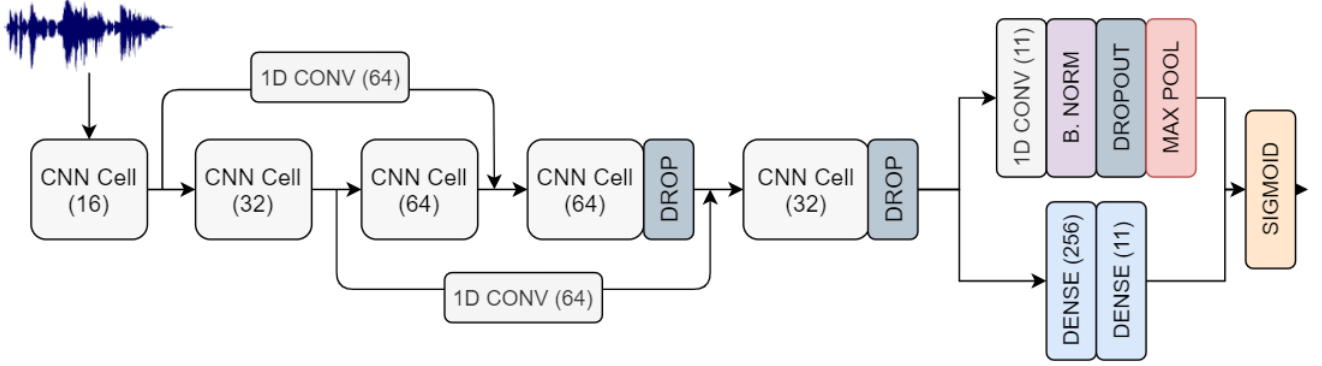 1D CONV (64)
CNN Cell
(16)
CNN Cell
(32)
CNN Cell
(64)
CNN Cell
(64)
DROP
CNN Cell
(32)
DROP
1D CONV (64)
1D CONV (11)
B. NORM
DROPOUT
MAX POOL
DENSE (256)
DENSE (11)
SIGMOID